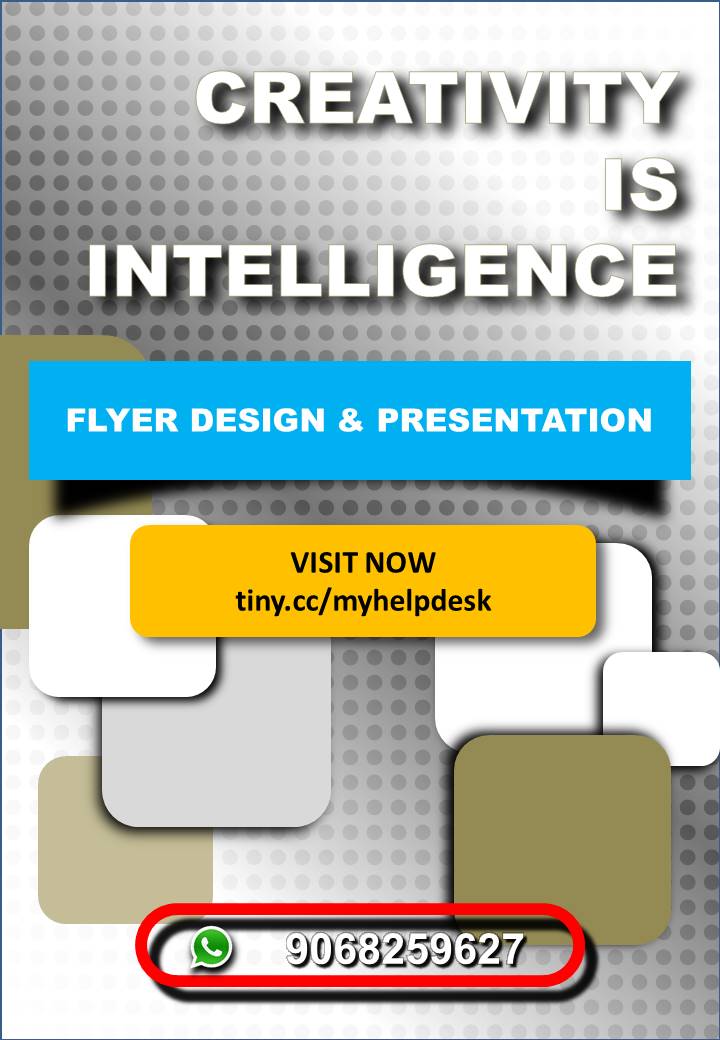 CREATIVITY
IS
INTELLIGENCE
FLYER DESIGN & PRESENTATION
VISIT NOW
tiny.cc/myhelpdesk
9068259627